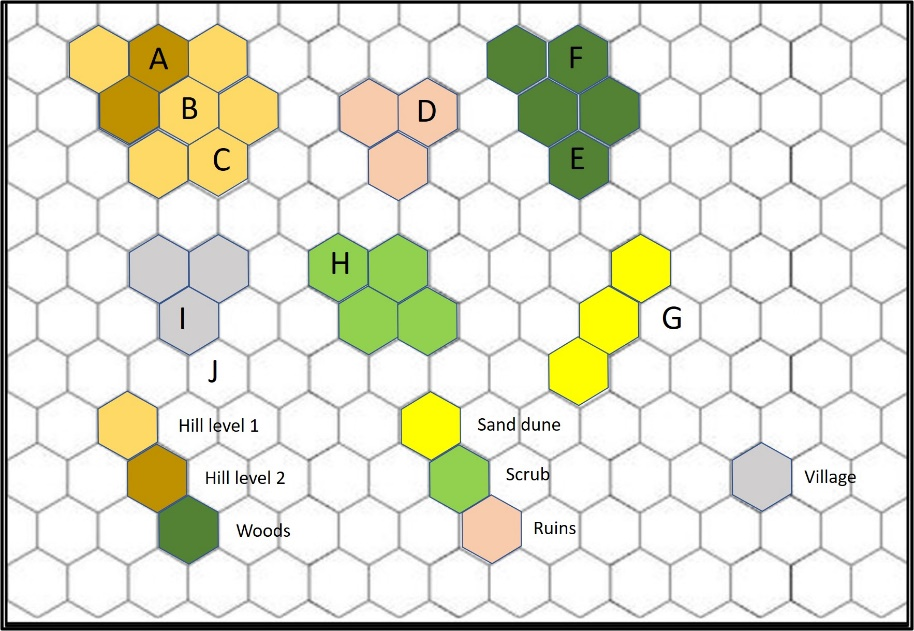 A
F
B
D
C
E
H
I
G
J
Hill level 1
Sand dune
Hill level 2
Scrub
Village
Woods
Ruins